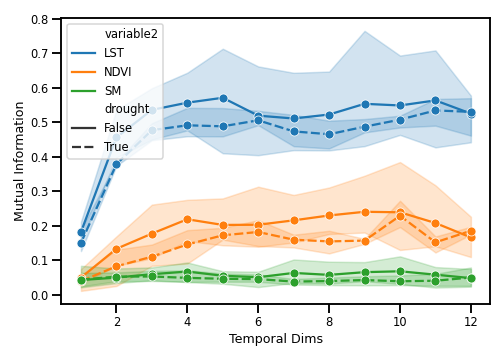 0.8
0.7
0.6
0.5
0.4
0.3
0.2
0.1
0.0
Mutual Information
variable2
LST
NDVI
SM
drought
False
True
2
4
6
8
10
12
Temporal Dims